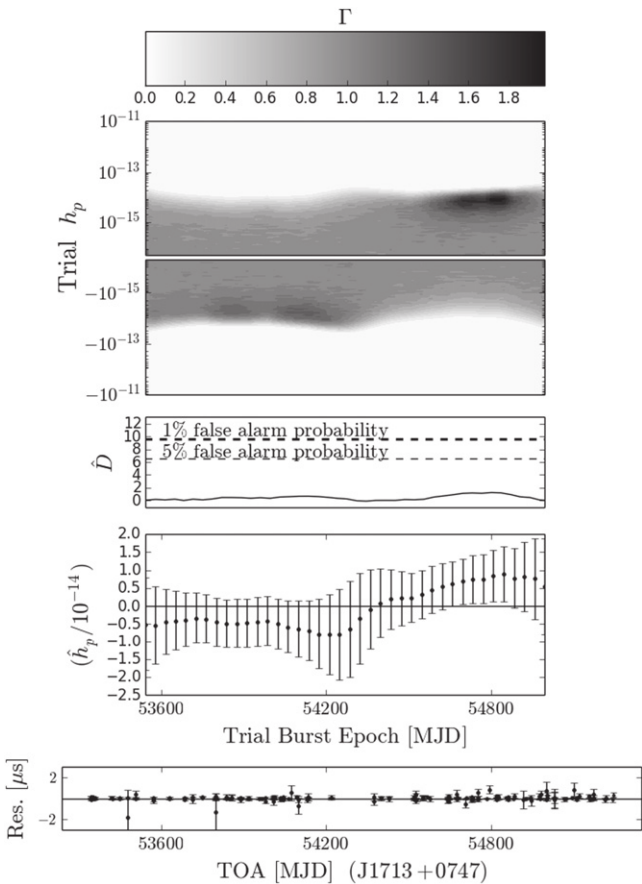 Γ
0.0 0.2 0.4 0.6 0.8 1.0 1.2 1.4 1.6 1.8
Trial h_p
10^{-11}
10^{-13}
10^{-15}
-10^{-15}
-10^{-13}
-10^{-11}
D̂
12
10
8
6
4
2
0
1% false alarm probability
5% false alarm probability
(ĥ_p/10^{-14})
2.0
1.5
1.0
0.5
0.0
-0.5
-1.0
-1.5
-2.0
-2.5
53600 54200 54800
Trial Burst Epoch [MJD]
Res. [μs]
2
-2
53600 54200 54800
TOA [MJD] (J1713+0747)